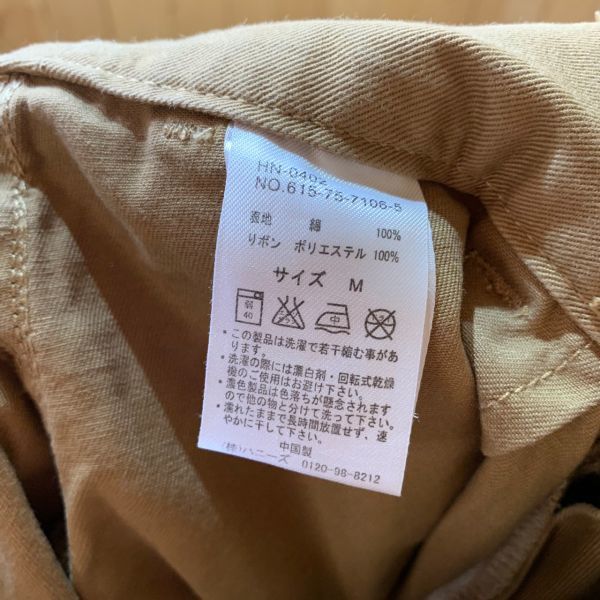 HN-0402
NO.615-75-7106-5
表地 綿 100%
リボン ポリエステル 100%
サイズ M
弱 40 中
・この製品は洗濯で若干縮む事があ
ります。
・洗濯の際には漂白剤・回転式乾燥
機のご使用はお避け下さい。
・濃色製品は色落ちが懸念されます
ので他の物と分けて洗って下さい。
・濡れたままで長時間放置せず、速
やかに干して下さい。
中国製
(株)ハニーズ 0120-98-8212